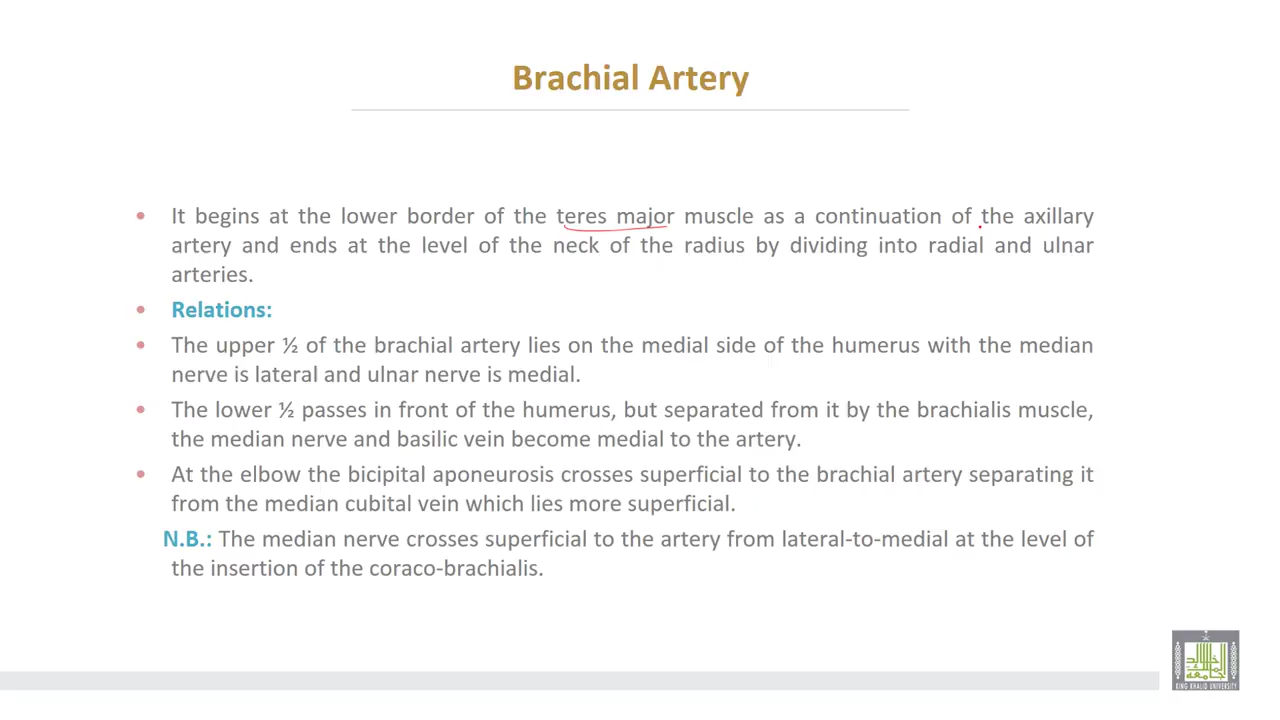 Brachial Artery
• It begins at the lower border of the teres major muscle as a continuation of the axillary
artery and ends at the level of the neck of the radius by dividing into radial and ulnar
arteries.
• Relations:
• The upper ½ of the brachial artery lies on the medial side of the humerus with the median
nerve is lateral and ulnar nerve is medial.
• The lower ½ passes in front of the humerus, but separated from it by the brachialis muscle,
the median nerve and basilic vein become medial to the artery.
• At the elbow the bicipital aponeurosis crosses superficial to the brachial artery separating it
from the median cubital vein which lies more superficial.
N.B.: The median nerve crosses superficial to the artery from lateral-to-medial at the level of
the insertion of the coraco-brachialis.
KING KHALID UNIVERSITY